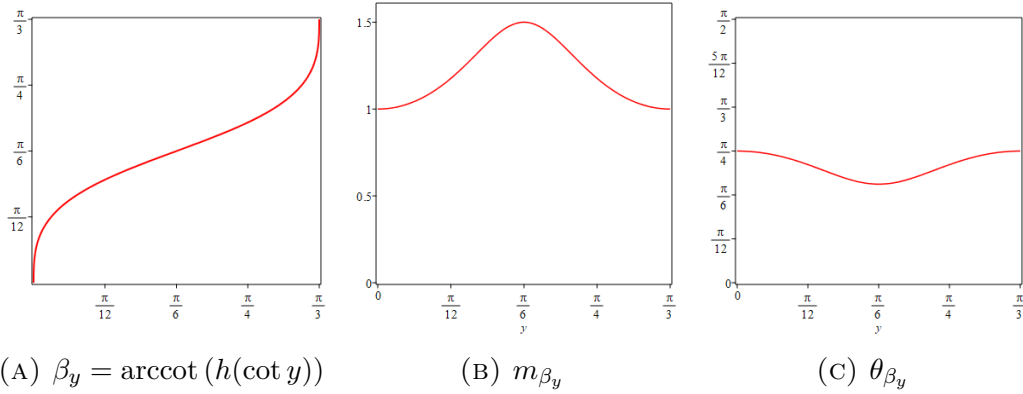 π/3
π/4
π/6
π/12
π/12 π/6 π/4 π/3
(A) β_y = arccot (h(cot y))
1.5
1
0.5
0
0 π/12 π/6 π/4 π/3
y
(B) m_{β_y}
π/2
5 π/12
π/3
π/4
π/6
π/12
0
0 π/12 π/6 π/4 π/3
y
(C) θ_{β_y}